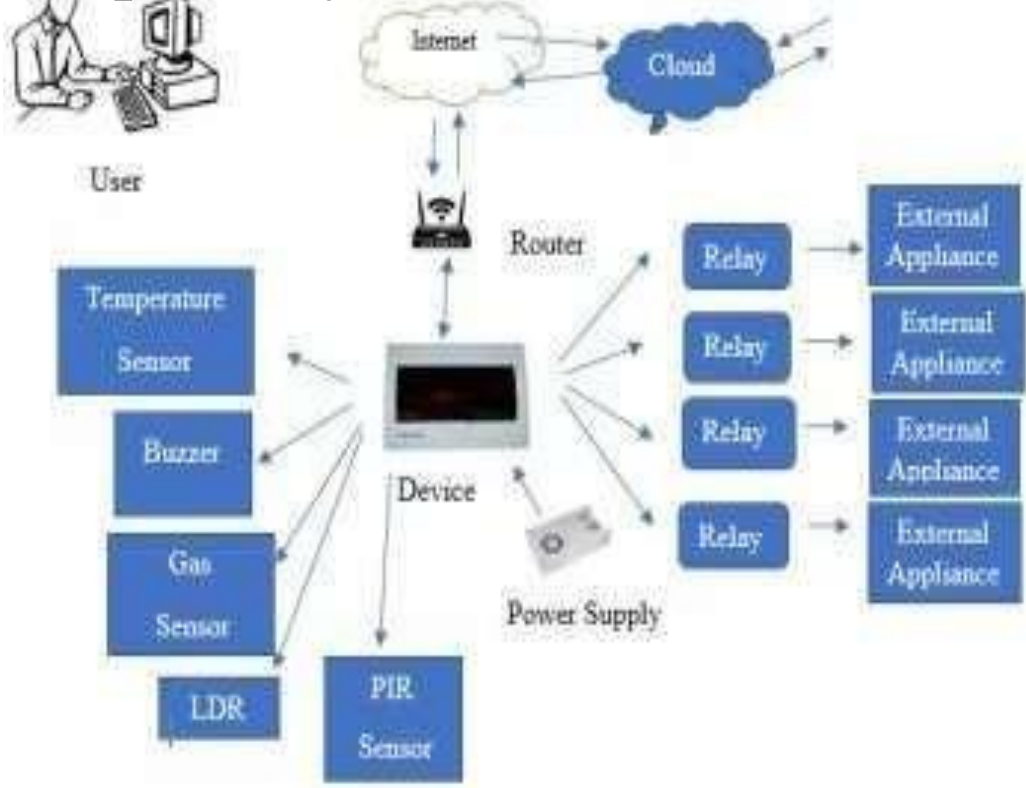 Internet
Cloud
User
Router
Temperature
Sensor
Buzzer
Gas
Sensor
LDR
PIR
Sensor
Device
Power Supply
Relay
External
Appliance
Relay
External
Appliance
Relay
External
Appliance
Relay
External
Appliance